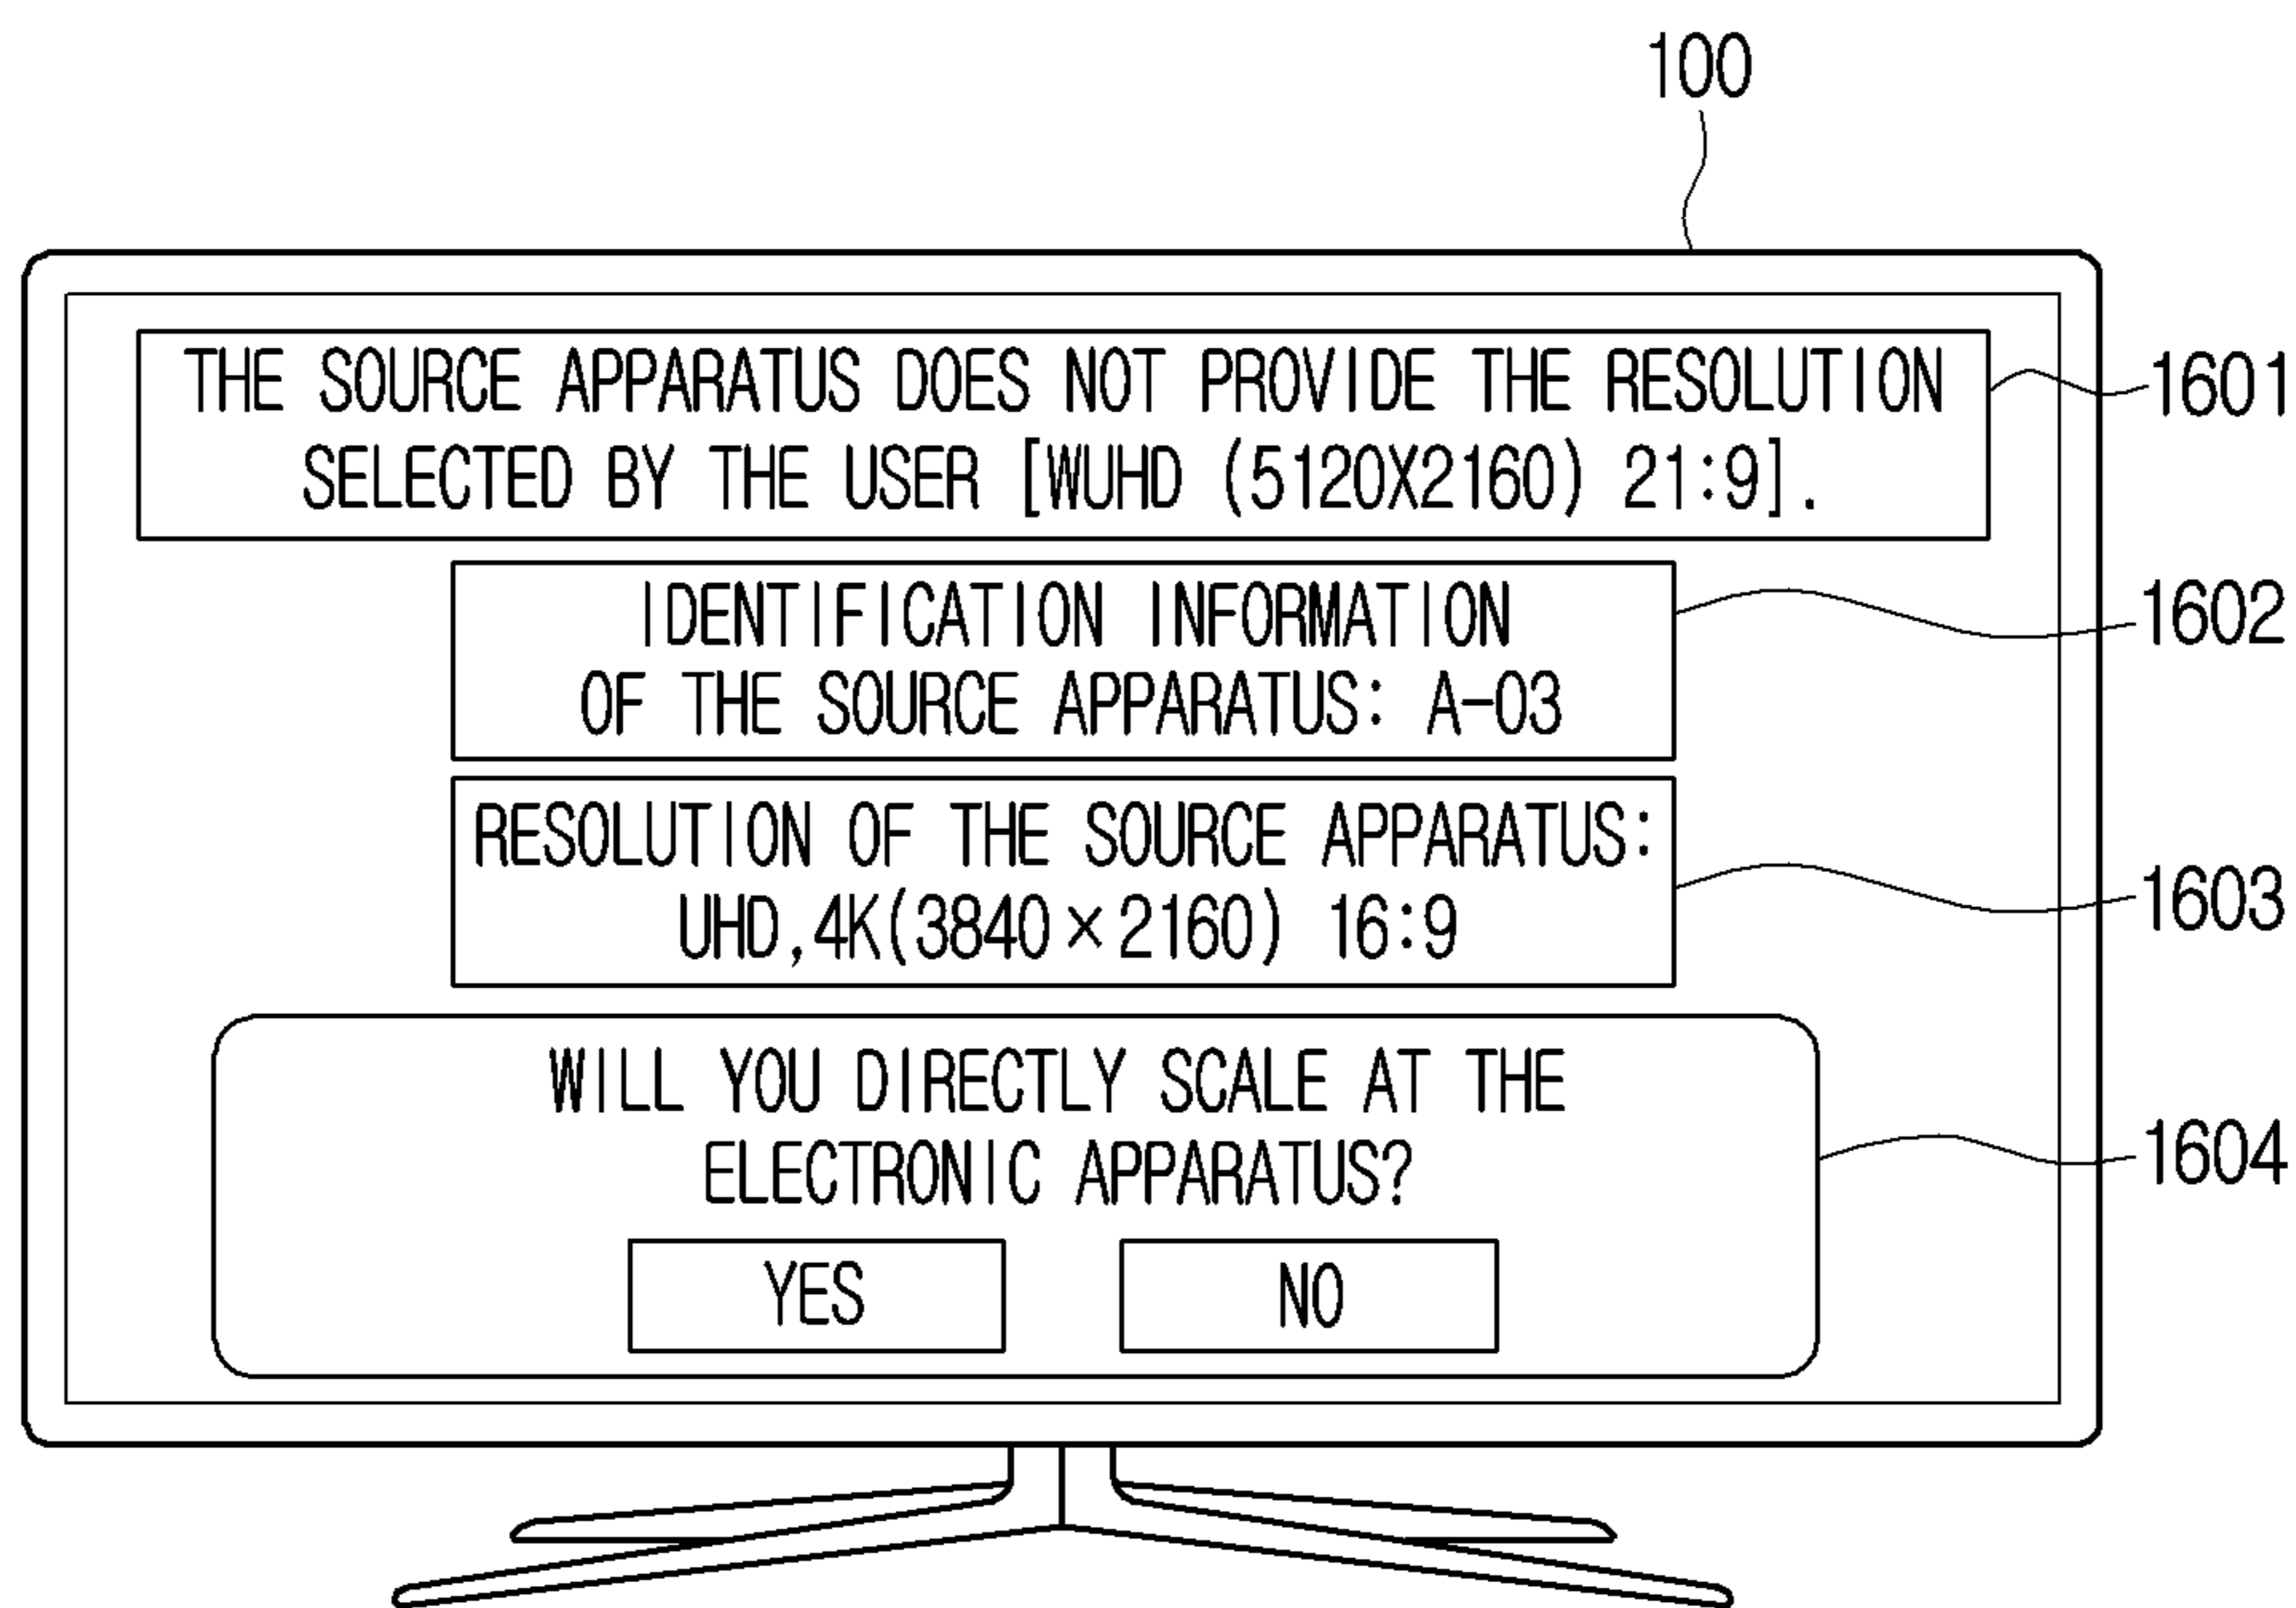 100
THE SOURCE APPARATUS DOES NOT PROVIDE THE RESOLUTION
SELECTED BY THE USER [WUHD (5120X2160) 21:9].
1601
IDENTIFICATION INFORMATION
OF THE SOURCE APPARATUS: A-03
1602
RESOLUTION OF THE SOURCE APPARATUS:
UHD,4K(3840×2160) 16:9
1603
WILL YOU DIRECTLY SCALE AT THE
ELECTRONIC APPARATUS?
1604
YES
NO